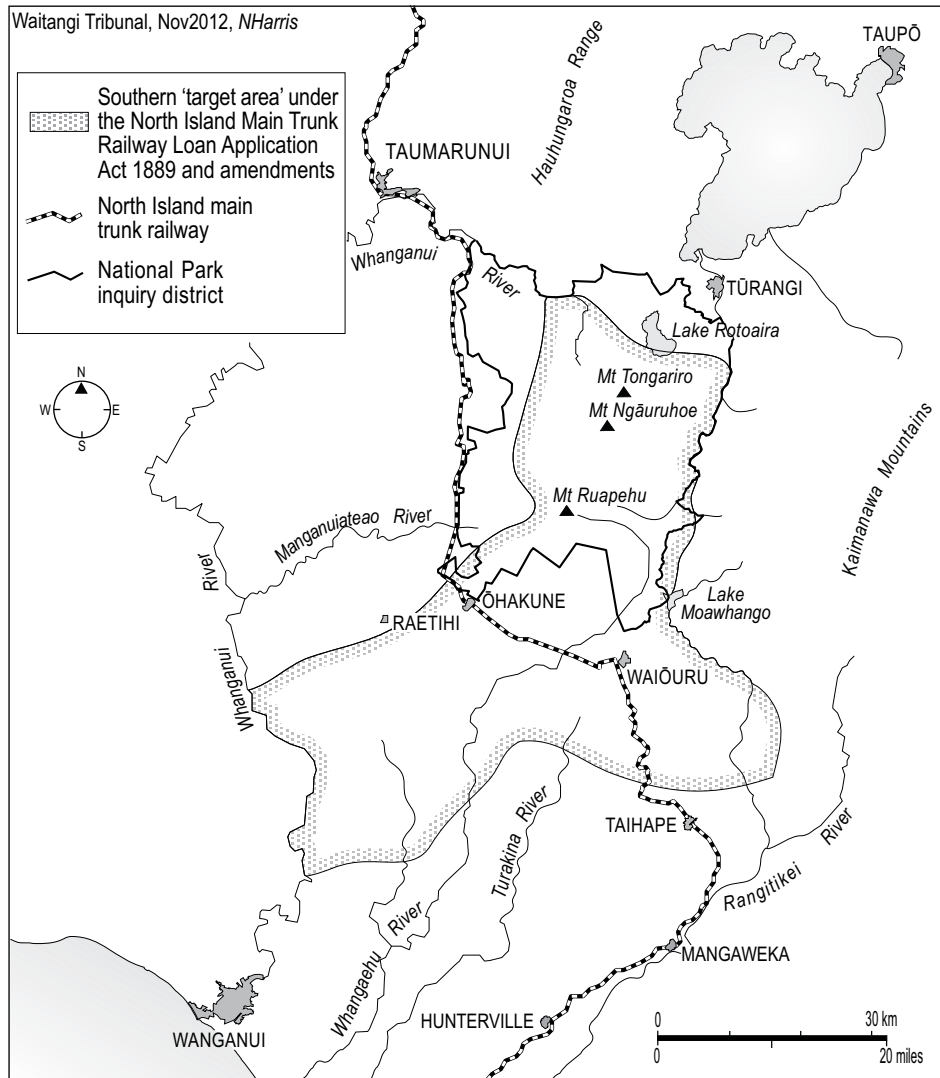 Waitangi Tribunal, Nov2012, NHarris
Southern ‘target area’ under
the North Island Main Trunk
Railway Loan Application
Act 1889 and amendments
North Island main
trunk railway
National Park
inquiry district
TAUPŌ
Hauhungaroa Range
TAUMARUNUI
Whanganui
River
TŪRANGI
Lake Rotoaira
N
W
E
S
Mt Tongariro
Mt Ngāuruhoe
Kaimanawa Mountains
Mt Ruapehu
Manganuiateao River
River
Whanganui
Lake
Moawhango
ŌHAKUNE
RAETIHI
WAIŌURU
TAIHAPE
Turakina River
Rangitikei River
Whangaehu River
MANGAWEKA
HUNTERVILLE
WANGANUI
0
30 km
0
20 miles